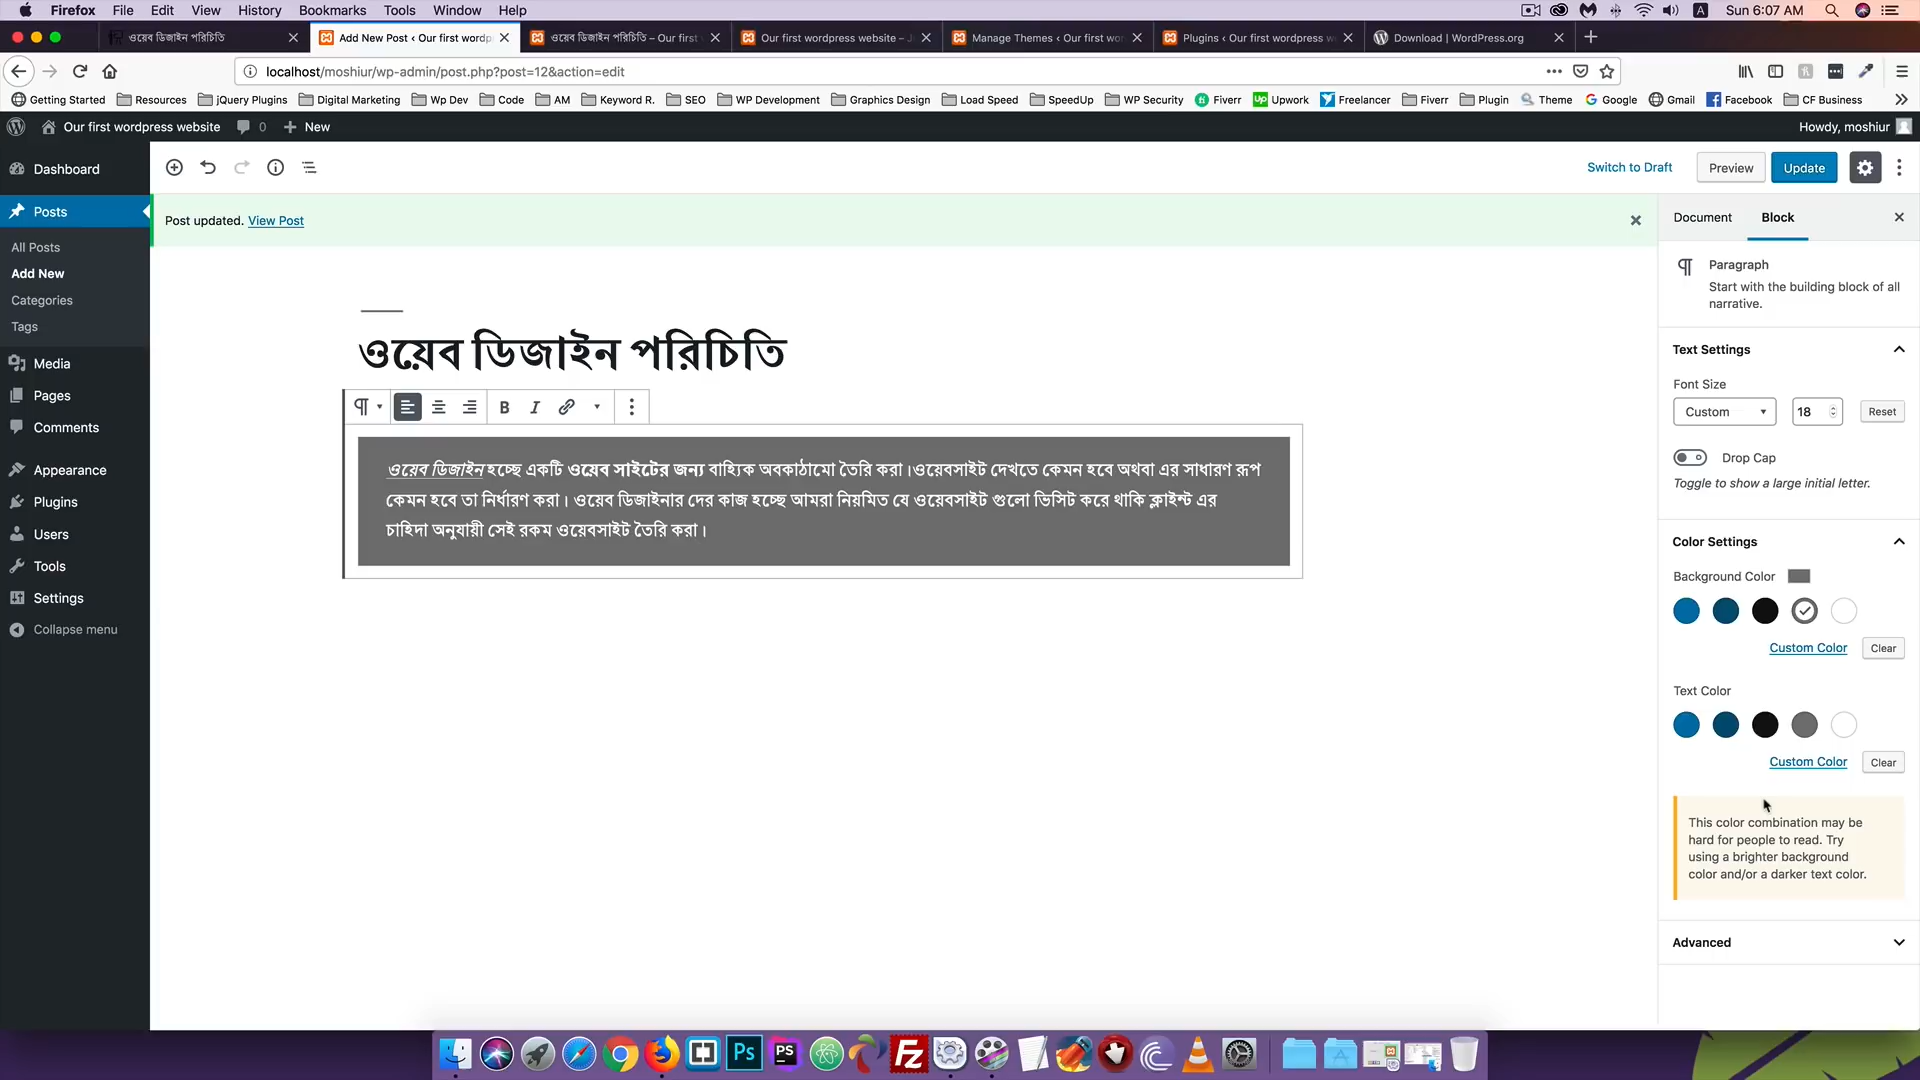 Firefox File Edit View History Bookmarks Tools Window Help Sun 6:07 AM
ওয়েব ডিজাইন পরিচিতি
Add New Post ‹ Our first wordp
ওয়েব ডিজাইন পরিচিতি – Our first
Our first wordpress website –
Manage Themes ‹ Our first wor
Plugins ‹ Our first wordpress w
Download | WordPress.org
localhost/moshiur/wp-admin/post.php?post=12&action=edit
Getting Started Resources jQuery Plugins Digital Marketing Wp Dev Code AM Keyword R. SEO WP Development Graphics Design Load Speed SpeedUp WP Security Fiverr Upwork Freelancer Fiverr Plugin Theme Google Gmail Facebook CF Business
Our first wordpress website 0 New Howdy, moshiur
Dashboard
Posts
All Posts
Add New
Categories
Tags
Media
Pages
Comments
Appearance
Plugins
Users
Tools
Settings
Collapse menu
Switch to Draft Preview Update
Post updated. View Post
ওয়েব ডিজাইন পরিচিতি
B I
ওয়েব ডিজাইন হচ্ছে একটি ওয়েব সাইটের জন্য বাহ্যিক অবকাঠামো তৈরি করা।ওয়েবসাইট দেখতে কেমন হবে অথবা এর সাধারণ রূপ
কেমন হবে তা নির্ধারণ করা। ওয়েব ডিজাইনার দের কাজ হচ্ছে আমরা নিয়মিত যে ওয়েবসাইট গুলো ভিসিট করে থাকি ক্লাইন্ট এর
চাহিদা অনুযায়ী সেই রকম ওয়েবসাইট তৈরি করা।
Document Block
Paragraph
Start with the building block of all
narrative.
Text Settings
Font Size
Custom 18 Reset
Drop Cap
Toggle to show a large initial letter.
Color Settings
Background Color
Custom Color Clear
Text Color
Custom Color Clear
This color combination may be
hard for people to read. Try
using a brighter background
color and/or a darker text color.
Advanced
Ps PS FZ